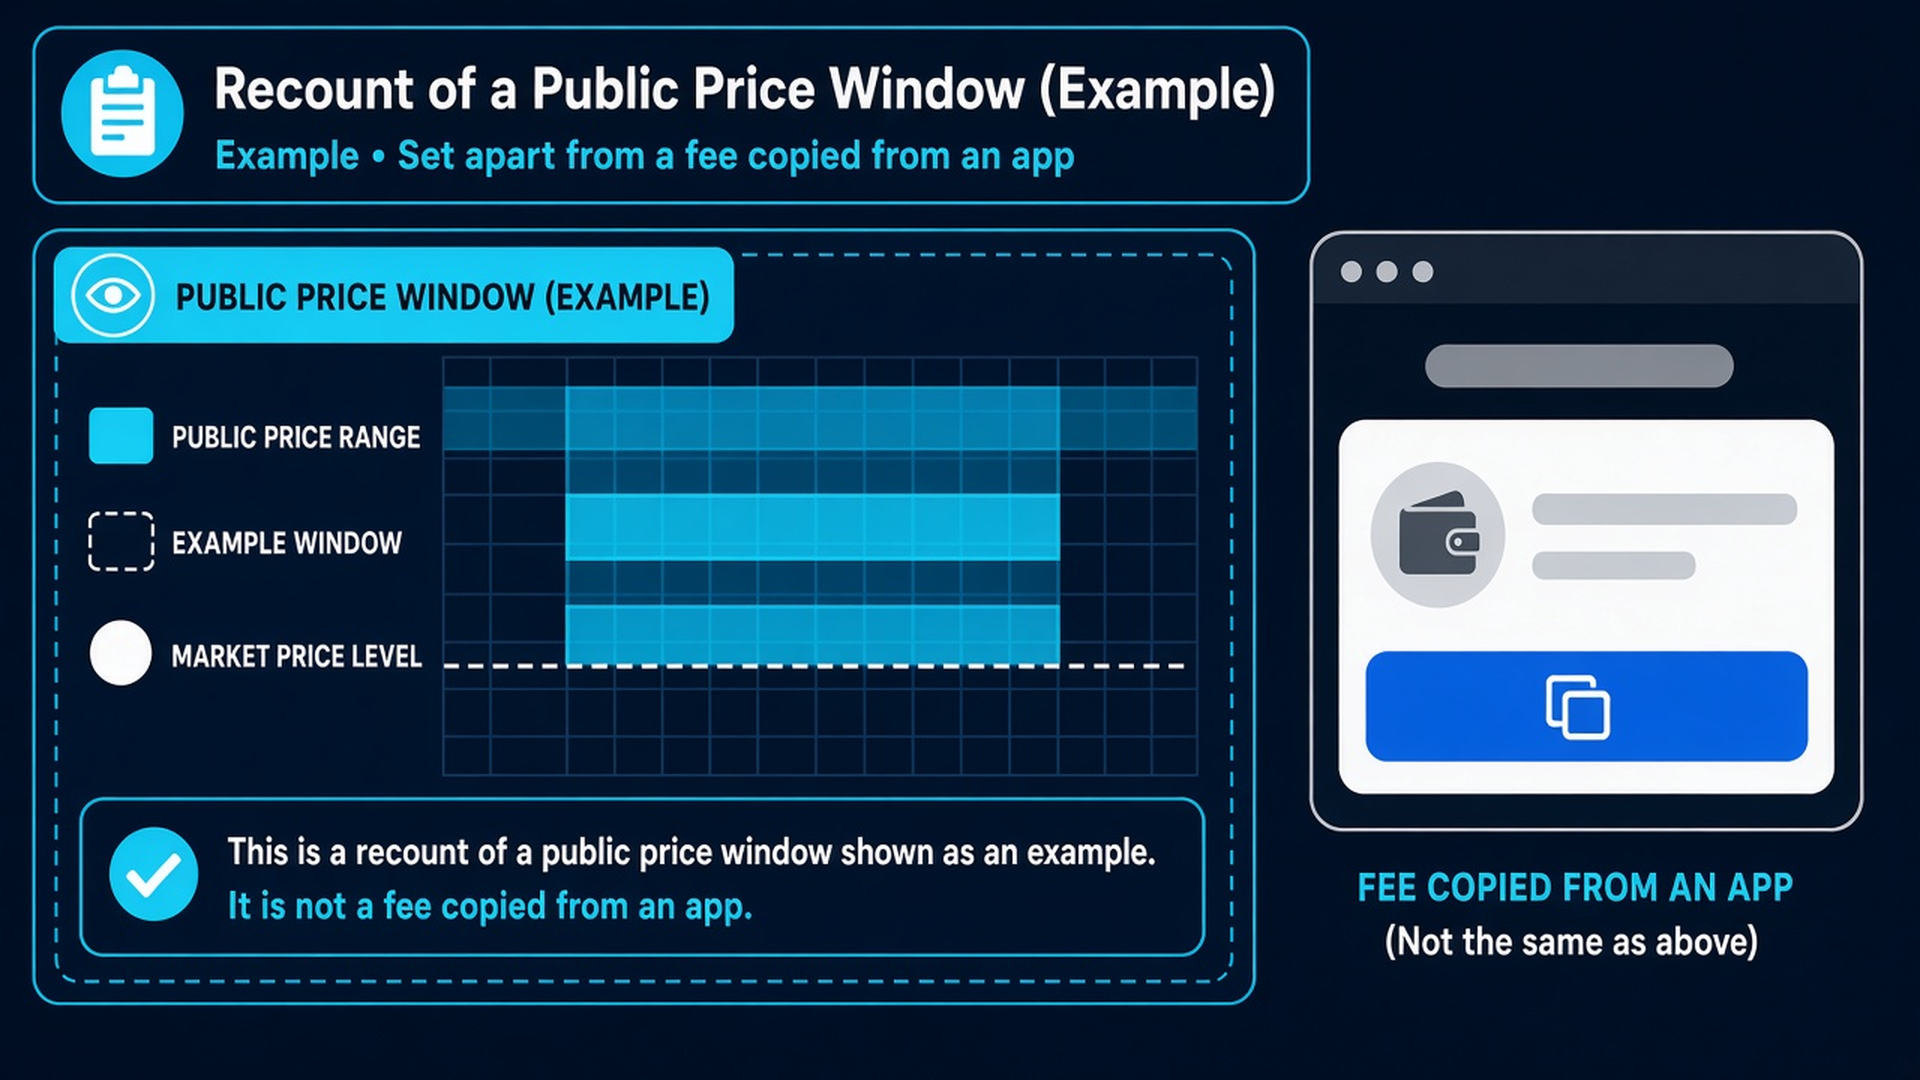 Recount of a Public Price Window (Example)
Example • Set apart from a fee copied from an app
PUBLIC PRICE WINDOW (EXAMPLE)
PUBLIC PRICE RANGE
EXAMPLE WINDOW
MARKET PRICE LEVEL
This is a recount of a public price window shown as an example.
It is not a fee copied from an app.
FEE COPIED FROM AN APP
(Not the same as above)